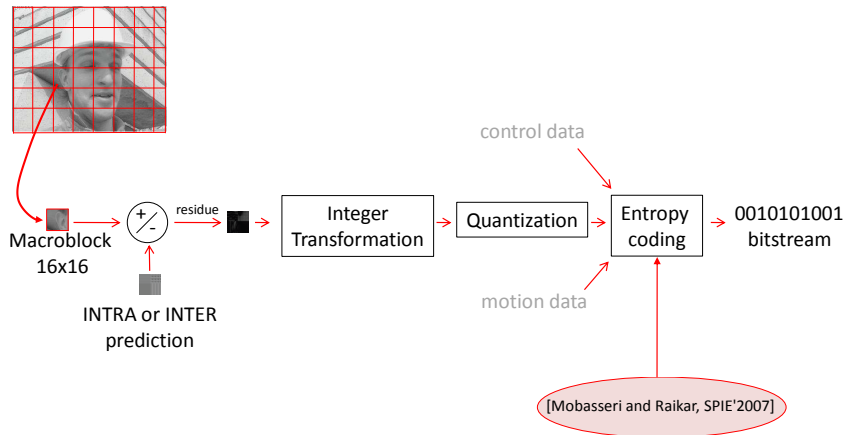 control data
residue
+
/
-
Integer
Transformation
Quantization
Entropy
coding
0010101001
bitstream
Macroblock
16x16
motion data
INTRA or INTER
prediction
[Mobasseri and Raikar, SPIE'2007]